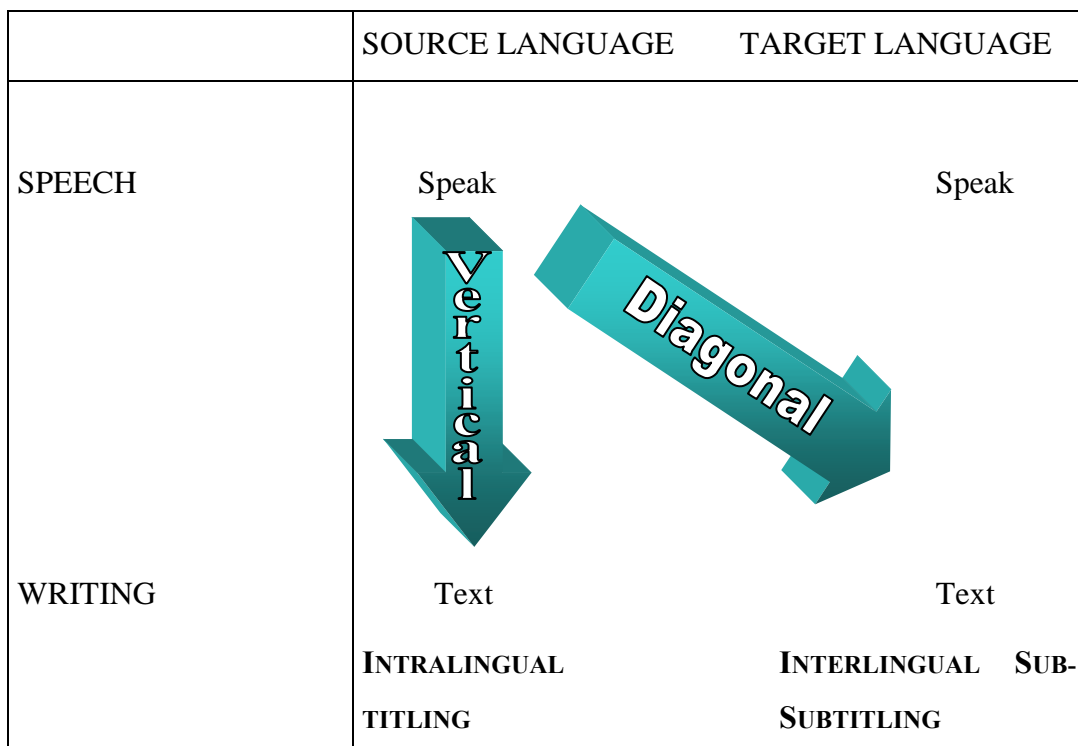 SOURCE LANGUAGE TARGET LANGUAGE
SPEECH Speak Speak
Vertical
Diagonal
WRITING Text Text
INTRALINGUAL INTERLINGUAL SUB-
TITLING SUBTITLING